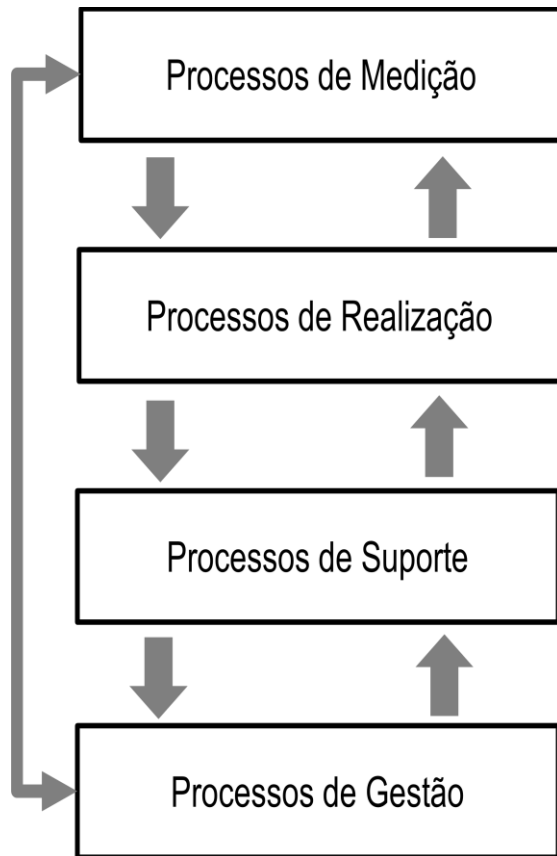 Processos de Medição
Processos de Realização
Processos de Suporte
Processos de Gestão